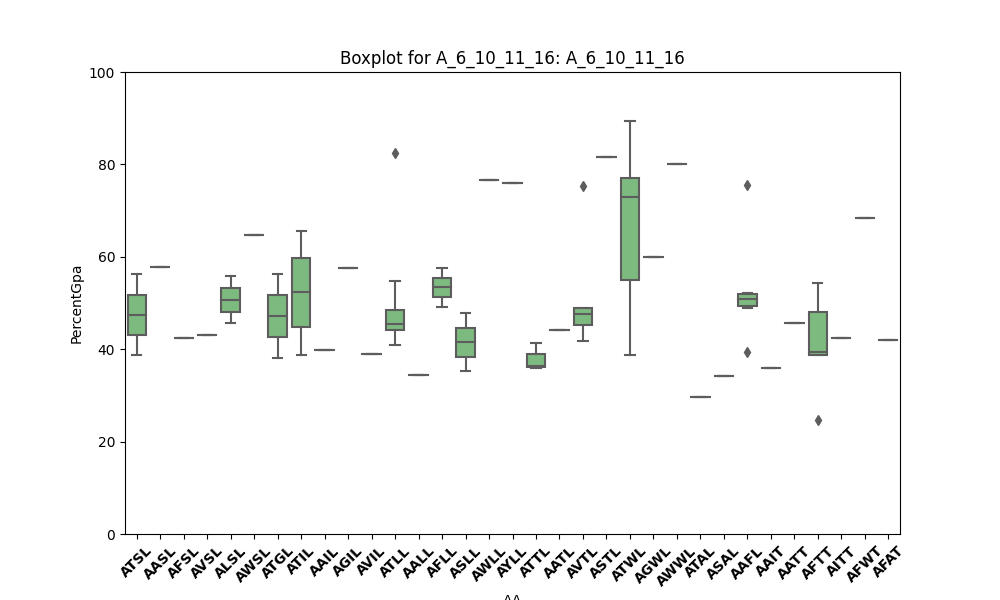 Boxplot for A_6_10_11_16: A_6_10_11_16
PercentGpa
100
80
60
40
20
0
ATSL AASL AFSL AVSL ALSL AWSL ATGL ATIL AAIL AGIL AVIL ATLL AALL AFLL ASLL AWLL AYLL ATTL AATL AVTL ASTL ATWL AGWL AWWL ATAL ASAL AAFL AAIT AATT AFTT AITT AFWT AFAT
AA